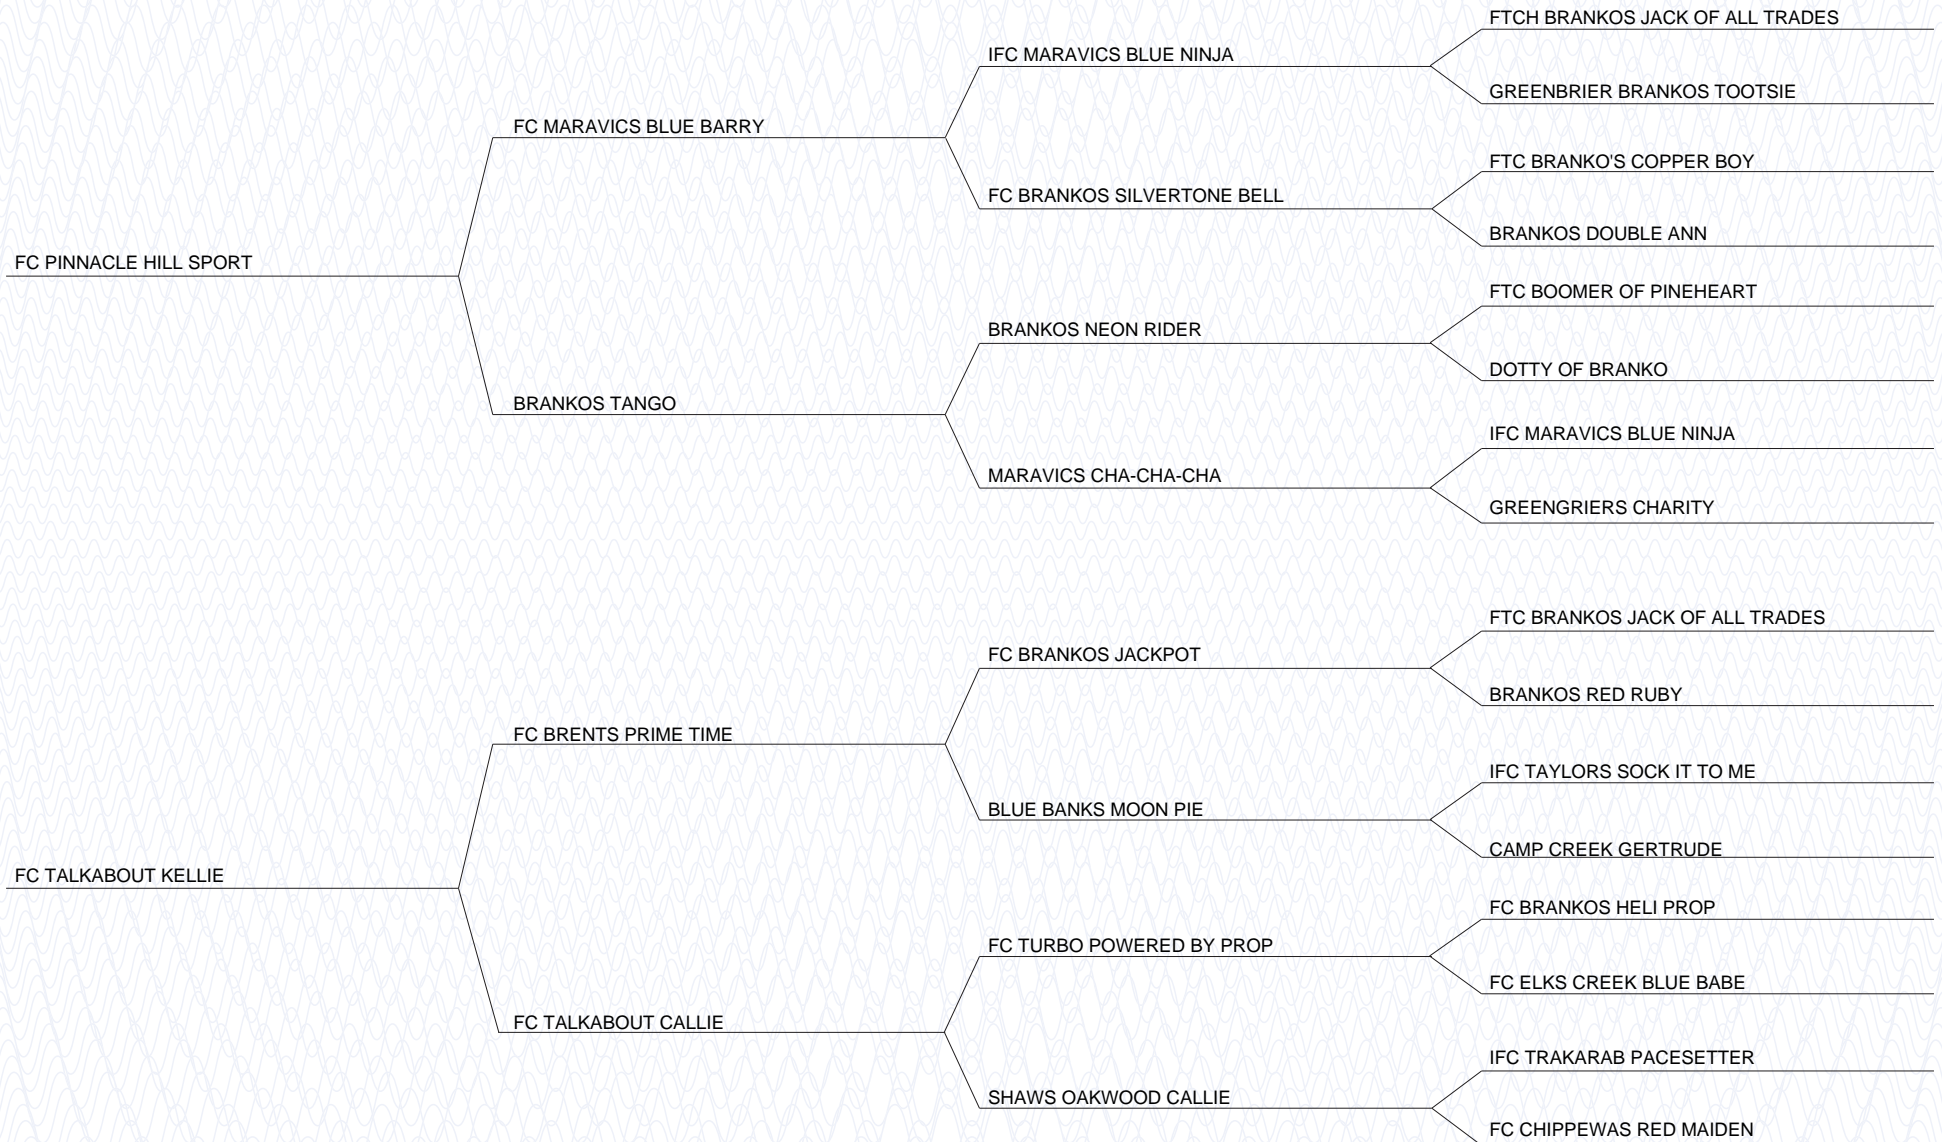 FTCH BRANKOS JACK OF ALL TRADES
IFC MARAVICS BLUE NINJA
GREENBRIER BRANKOS TOOTSIE
FC MARAVICS BLUE BARRY
FTC BRANKO'S COPPER BOY
FC BRANKOS SILVERTONE BELL
BRANKOS DOUBLE ANN
FC PINNACLE HILL SPORT
FTC BOOMER OF PINEHEART
BRANKOS NEON RIDER
DOTTY OF BRANKO
BRANKOS TANGO
IFC MARAVICS BLUE NINJA
MARAVICS CHA-CHA-CHA
GREENGRIERS CHARITY
FTC BRANKOS JACK OF ALL TRADES
FC BRANKOS JACKPOT
BRANKOS RED RUBY
FC BRENTS PRIME TIME
IFC TAYLORS SOCK IT TO ME
BLUE BANKS MOON PIE
CAMP CREEK GERTRUDE
FC TALKABOUT KELLIE
FC BRANKOS HELI PROP
FC TURBO POWERED BY PROP
FC ELKS CREEK BLUE BABE
FC TALKABOUT CALLIE
IFC TRAKARAB PACESETTER
SHAWS OAKWOOD CALLIE
FC CHIPPEWAS RED MAIDEN